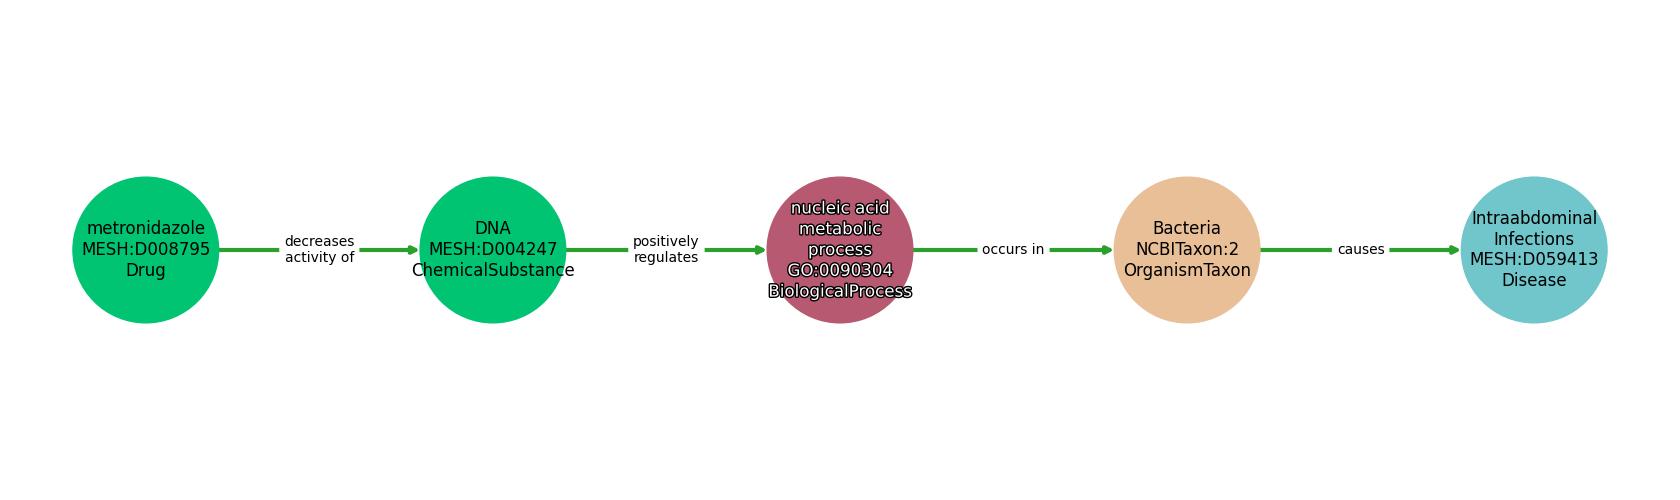 metronidazole
MESH:D008795
Drug
decreases
activity of
DNA
MESH:D004247
ChemicalSubstance
positively
regulates
nucleic acid
metabolic
process
GO:0090304
BiologicalProcess
occurs in
Bacteria
NCBITaxon:2
OrganismTaxon
causes
Intraabdominal
Infections
MESH:D059413
Disease